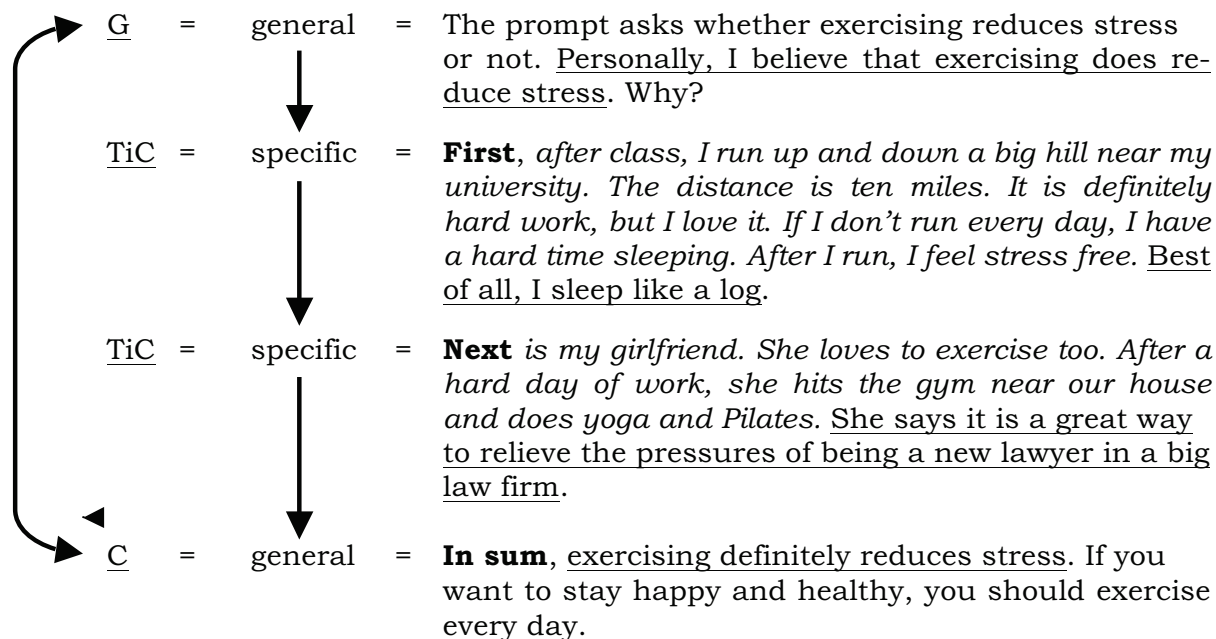 G = general = The prompt asks whether exercising reduces stress
or not. Personally, I believe that exercising does re-
duce stress. Why?
TiC = specific = First, after class, I run up and down a big hill near my
university. The distance is ten miles. It is definitely
hard work, but I love it. If I don't run every day, I have
a hard time sleeping. After I run, I feel stress free. Best
of all, I sleep like a log.
TiC = specific = Next is my girlfriend. She loves to exercise too. After a
hard day of work, she hits the gym near our house
and does yoga and Pilates. She says it is a great way
to relieve the pressures of being a new lawyer in a big
law firm.
C = general = In sum, exercising definitely reduces stress. If you
want to stay happy and healthy, you should exercise
every day.